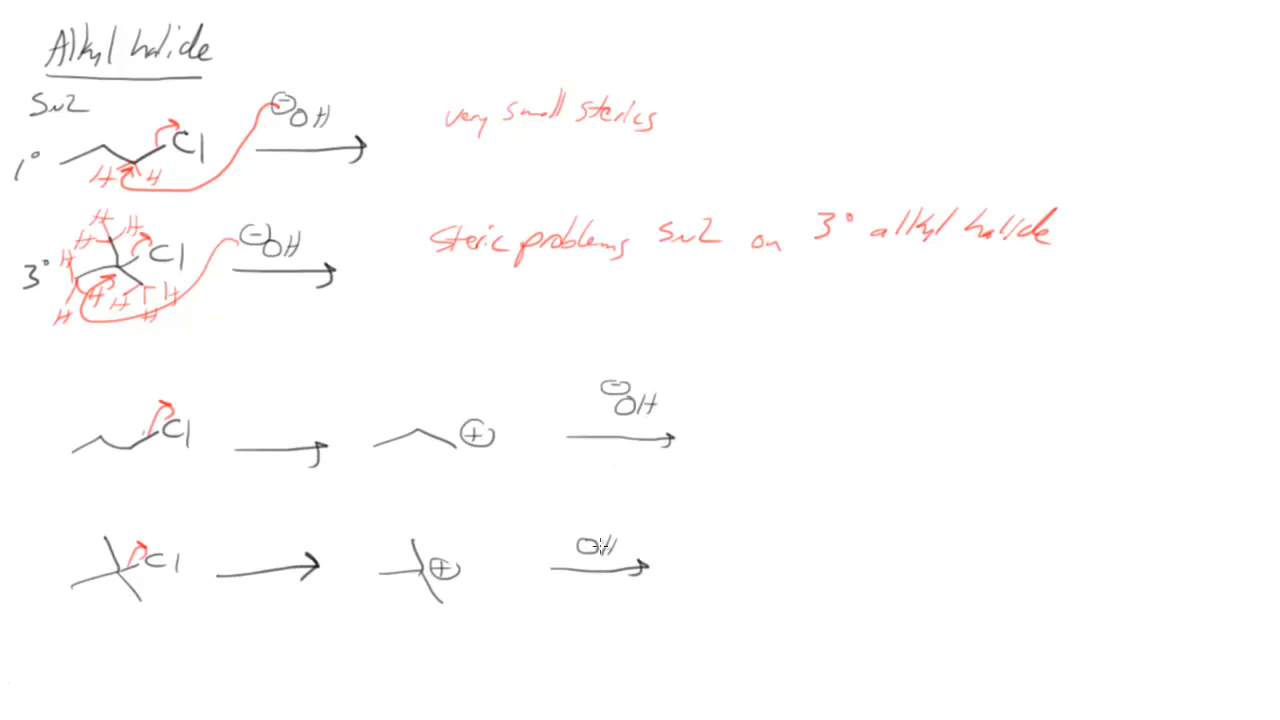 Alkyl halide
SN2
⊖OH
very small sterics
Cl
1°
H H
H
H
H
steric problems SN2 on 3° alkyl halide
⊖OH
H
Cl
3°
H H H
H H
⊖OH
Cl
⊕
OH
Cl
⊕